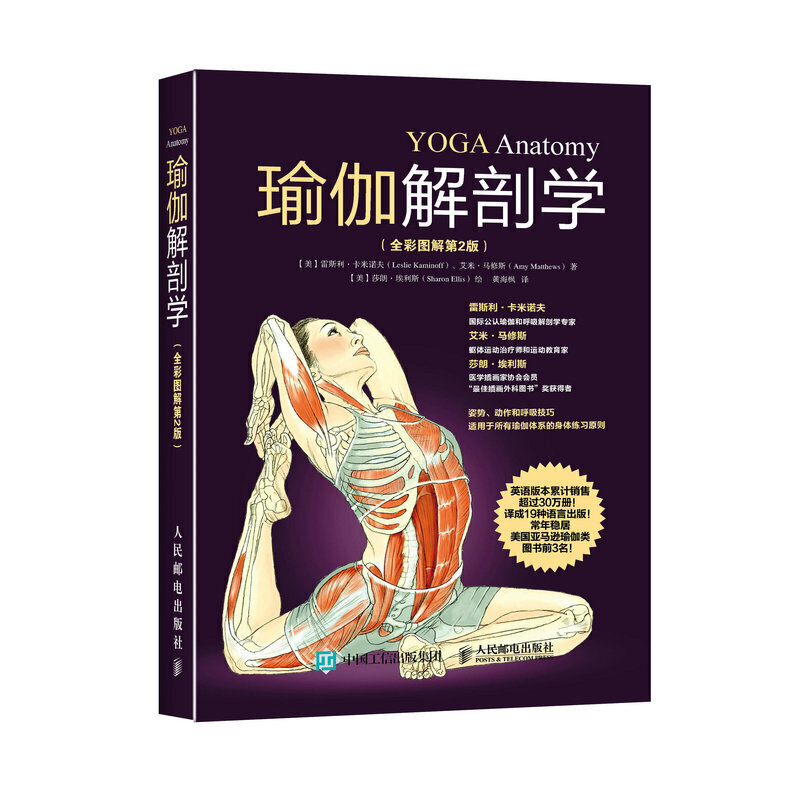 YOGA
Anatomy
瑜伽解剖学
（全彩图解第2版）
人民邮电出版社
YOGA Anatomy
瑜伽解剖学
（全彩图解第2版）
【美】雷斯利·卡米诺夫（Leslie Kaminoff）、艾米·马修斯（Amy Matthews）著
【美】莎朗·埃利斯（Sharon Ellis）绘 黄海枫 译
雷斯利·卡米诺夫
国际公认瑜伽和呼吸解剖学专家
艾米·马修斯
躯体运动治疗师和运动教育家
莎朗·埃利斯
医学插画家协会会员
“最佳插画外科图书”奖获得者
姿势、动作和呼吸技巧
适用于所有瑜伽体系的身体练习原则
英语版本累计销售
超过30万册！
译成19种语言出版！
常年稳居
美国亚马逊瑜伽类
图书前3名！
中国工信出版集团
人民邮电出版社
POSTS & TELECOM PRESS